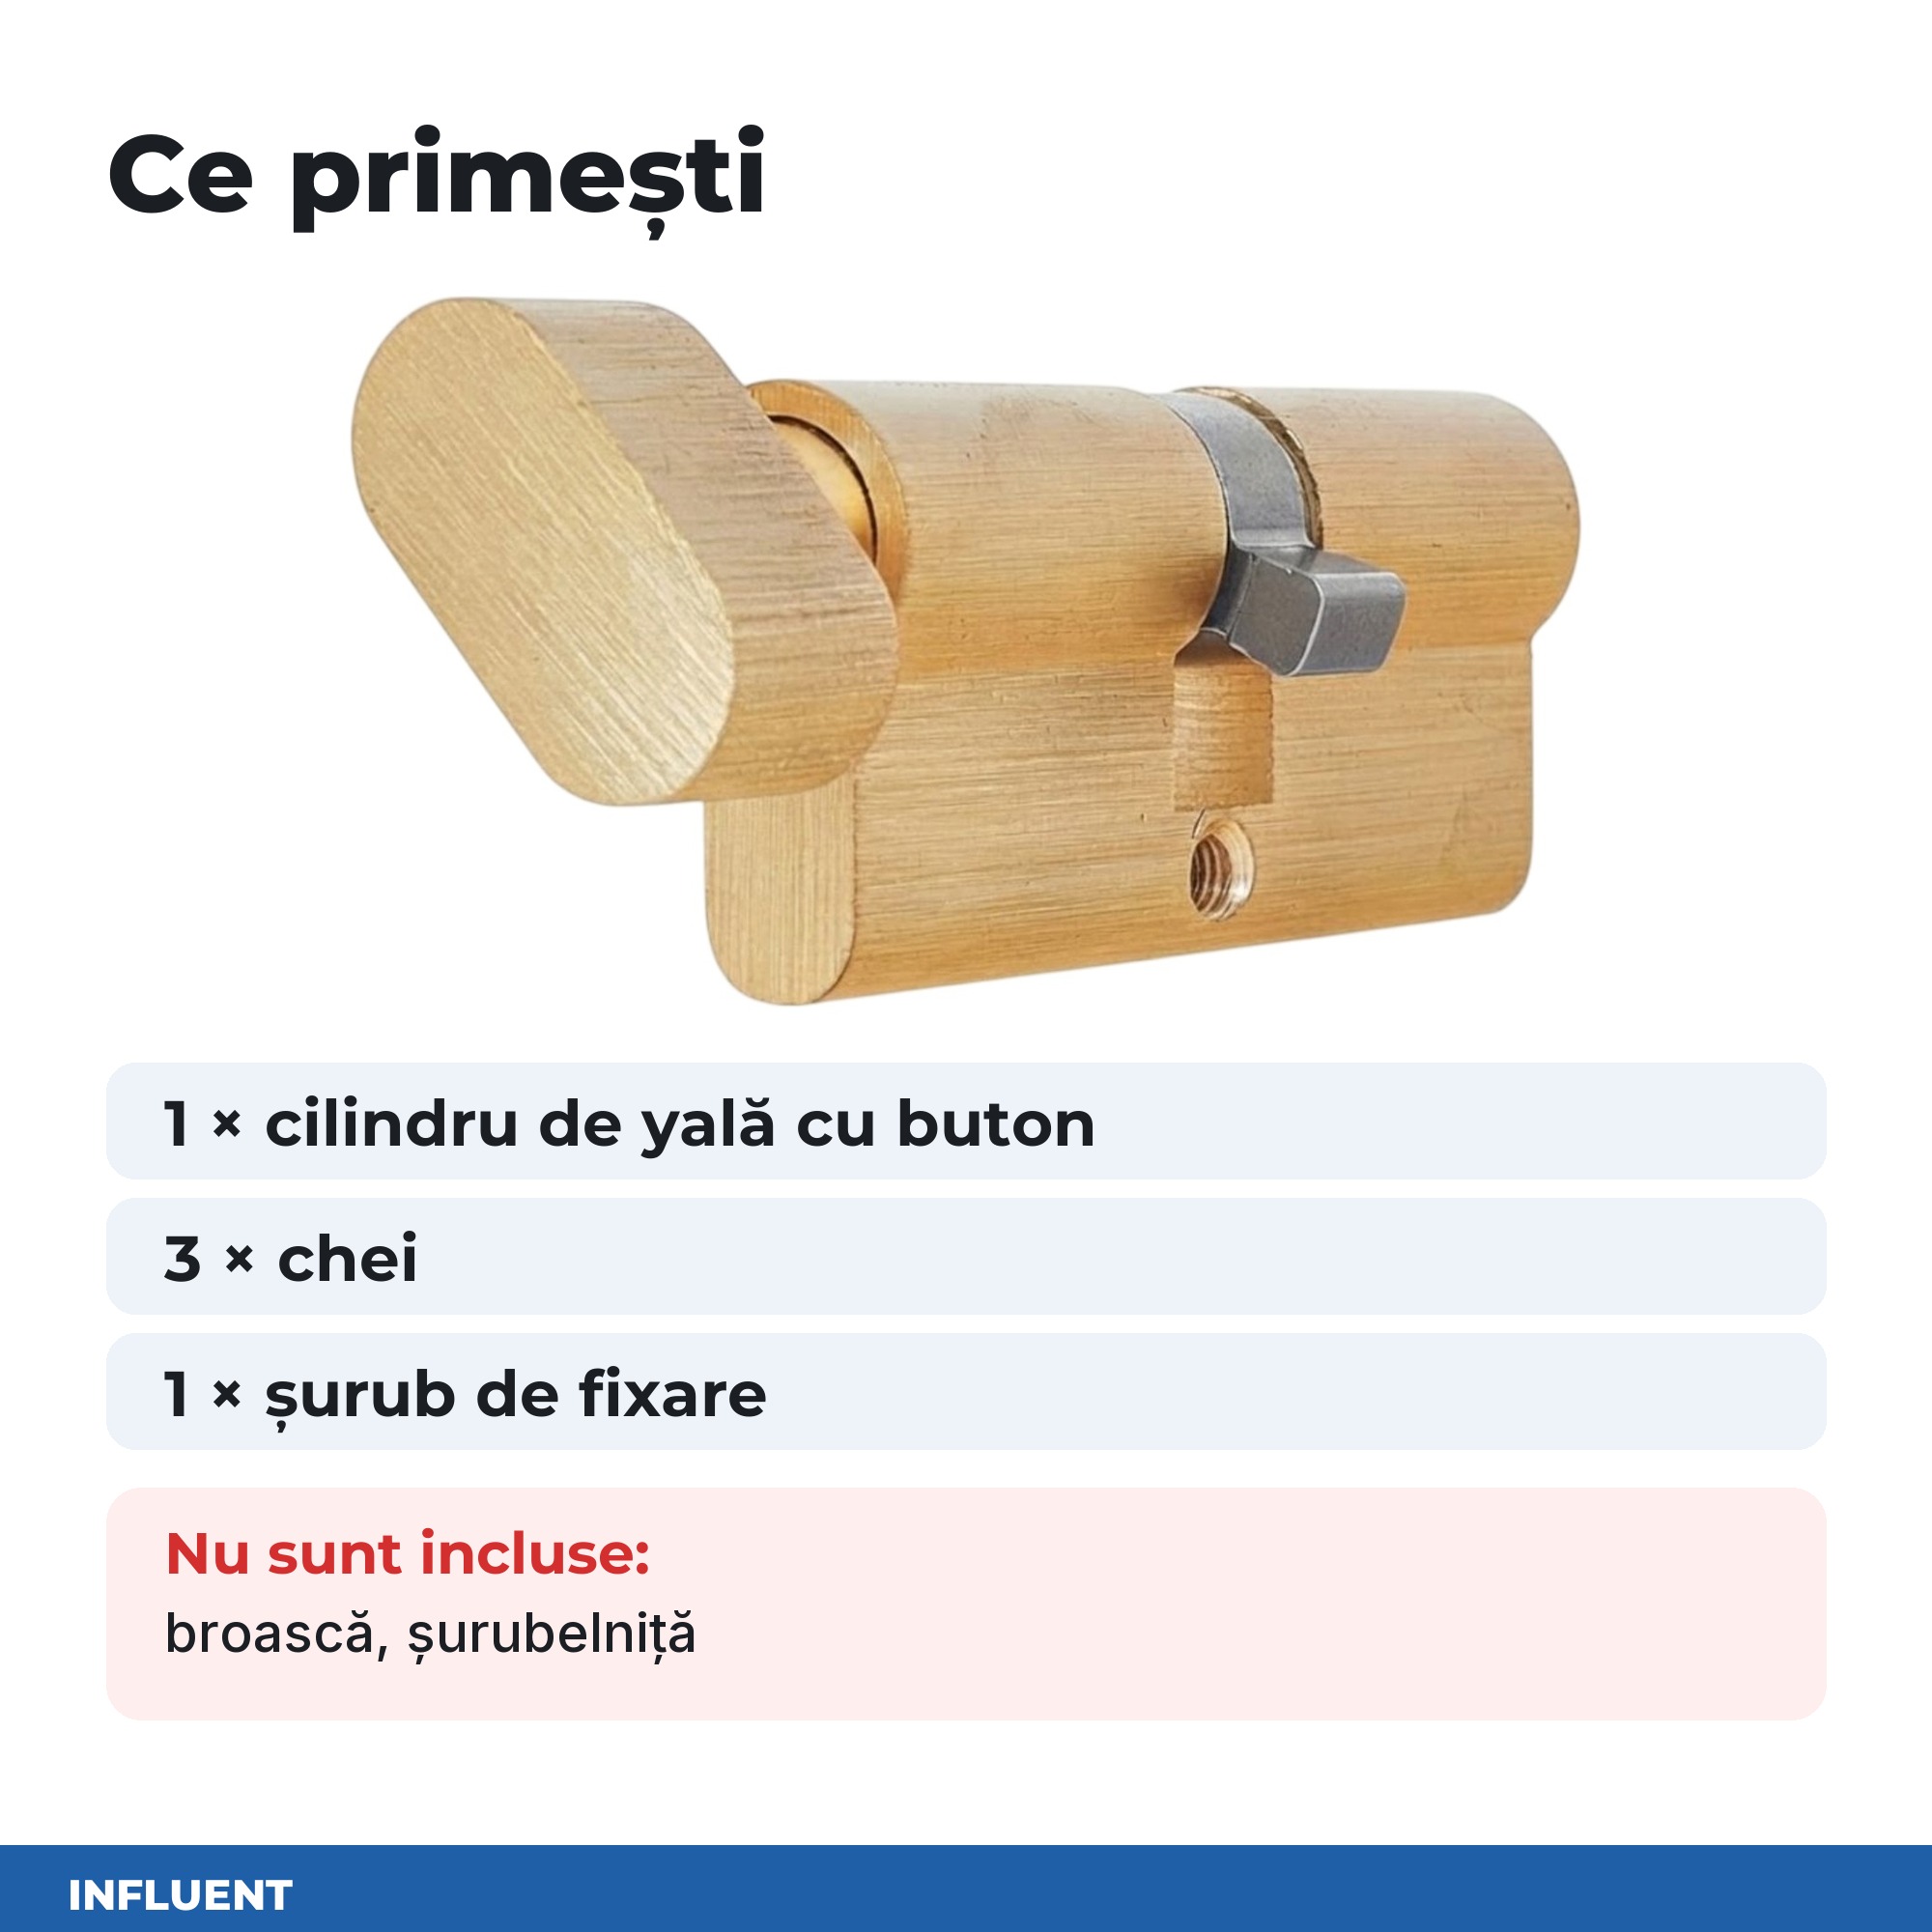 Ce primești
1 × cilindru de yală cu buton
3 × chei
1 × șurub de fixare
Nu sunt incluse:
broască, șurubelniță
INFLUENT